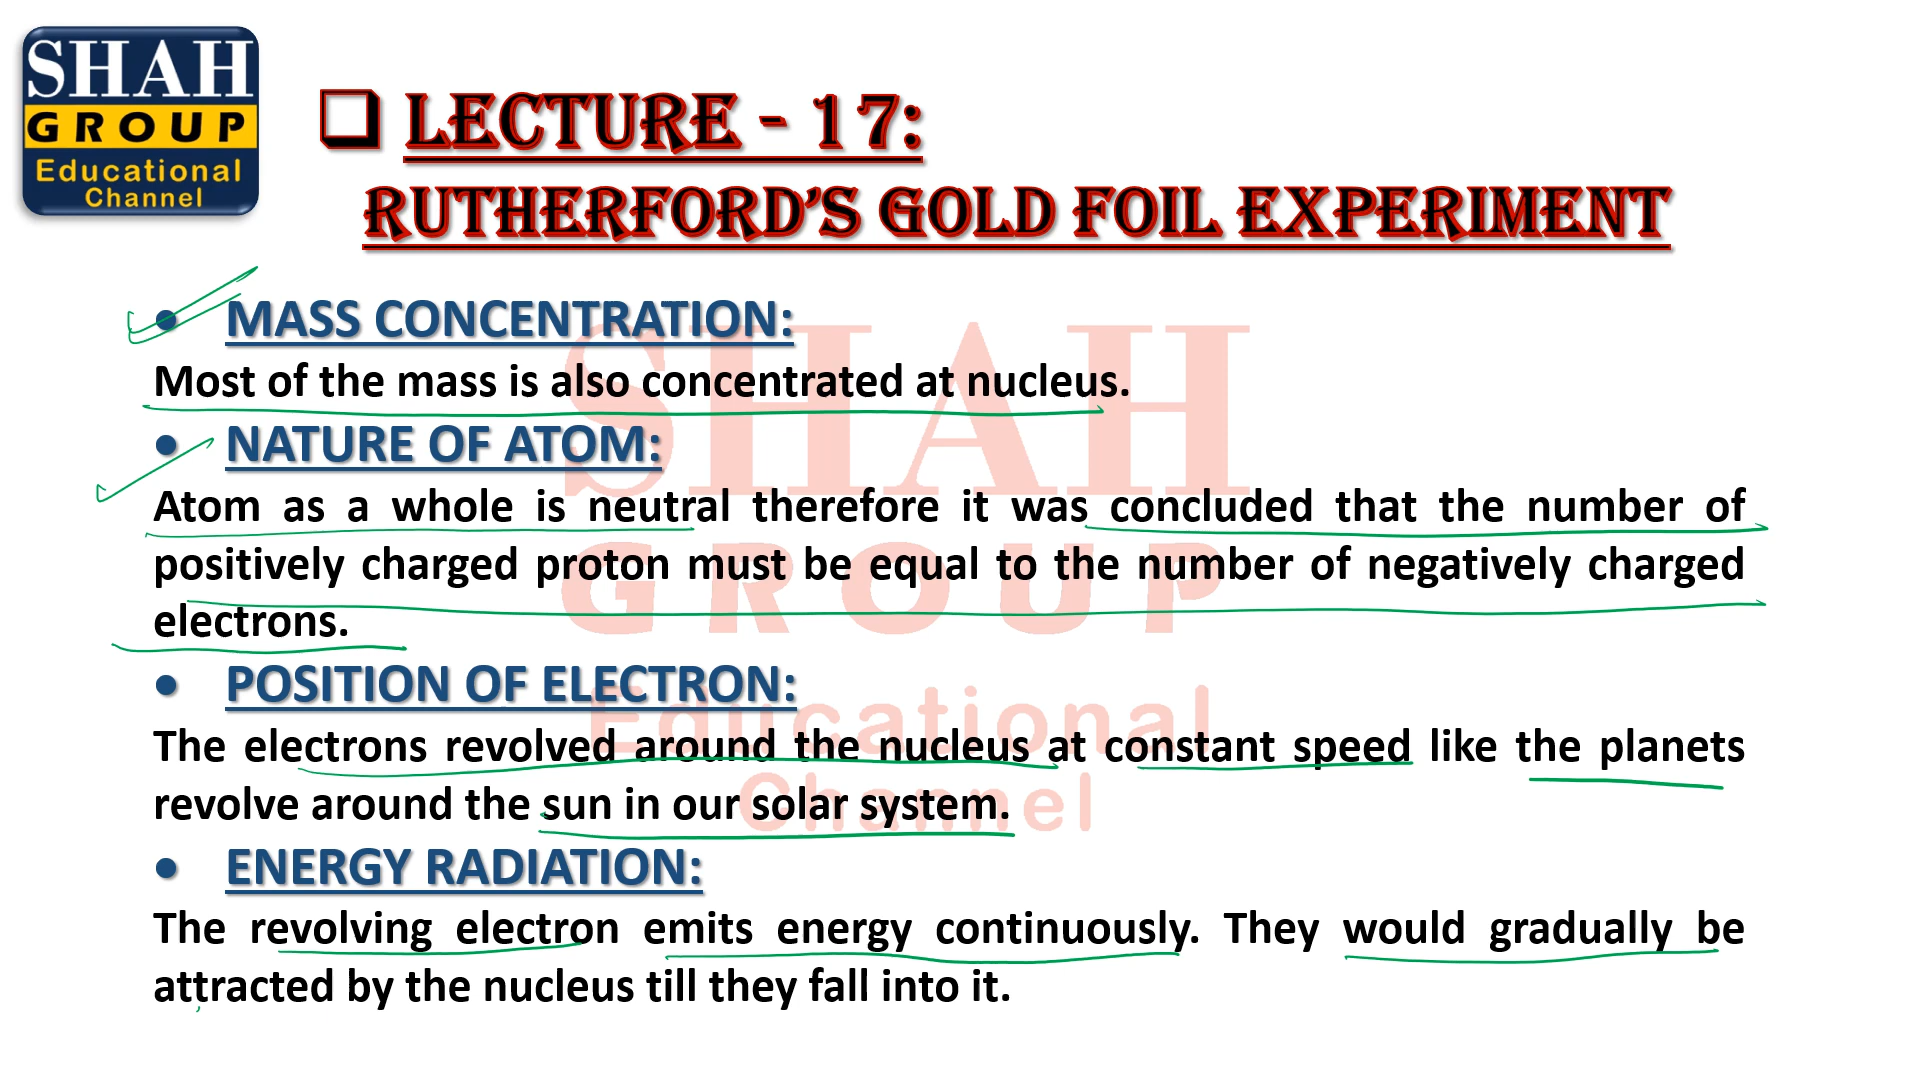 SHAH
GROUP
Educational
Channel
LECTURE - 17:
RUTHERFORD'S GOLD FOIL EXPERIMENT
• MASS CONCENTRATION:
Most of the mass is also concentrated at nucleus.
• NATURE OF ATOM:
Atom as a whole is neutral therefore it was concluded that the number of
positively charged proton must be equal to the number of negatively charged
electrons.
• POSITION OF ELECTRON:
The electrons revolved around the nucleus at constant speed like the planets
revolve around the sun in our solar system.
• ENERGY RADIATION:
The revolving electron emits energy continuously. They would gradually be
attracted by the nucleus till they fall into it.
SHAH
GROUP
Educational
Channel